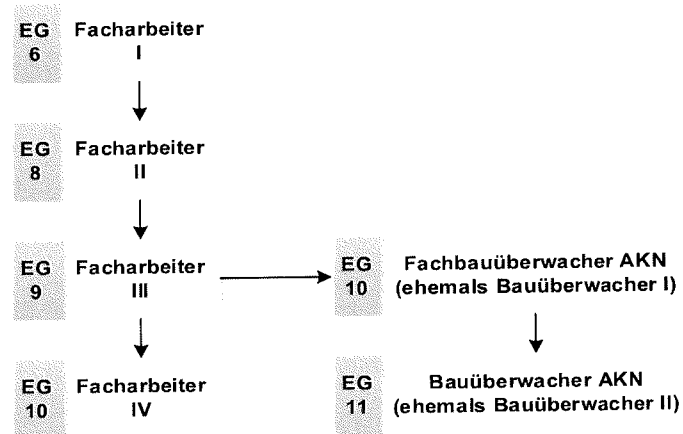 EG Facharbeiter
6 I
EG Facharbeiter
8 II
EG Facharbeiter
9 III
EG Fachbauüberwacher AKN
10 (ehemals Bauüberwacher I)
EG Facharbeiter
10 IV
EG Bauüberwacher AKN
11 (ehemals Bauüberwacher II)